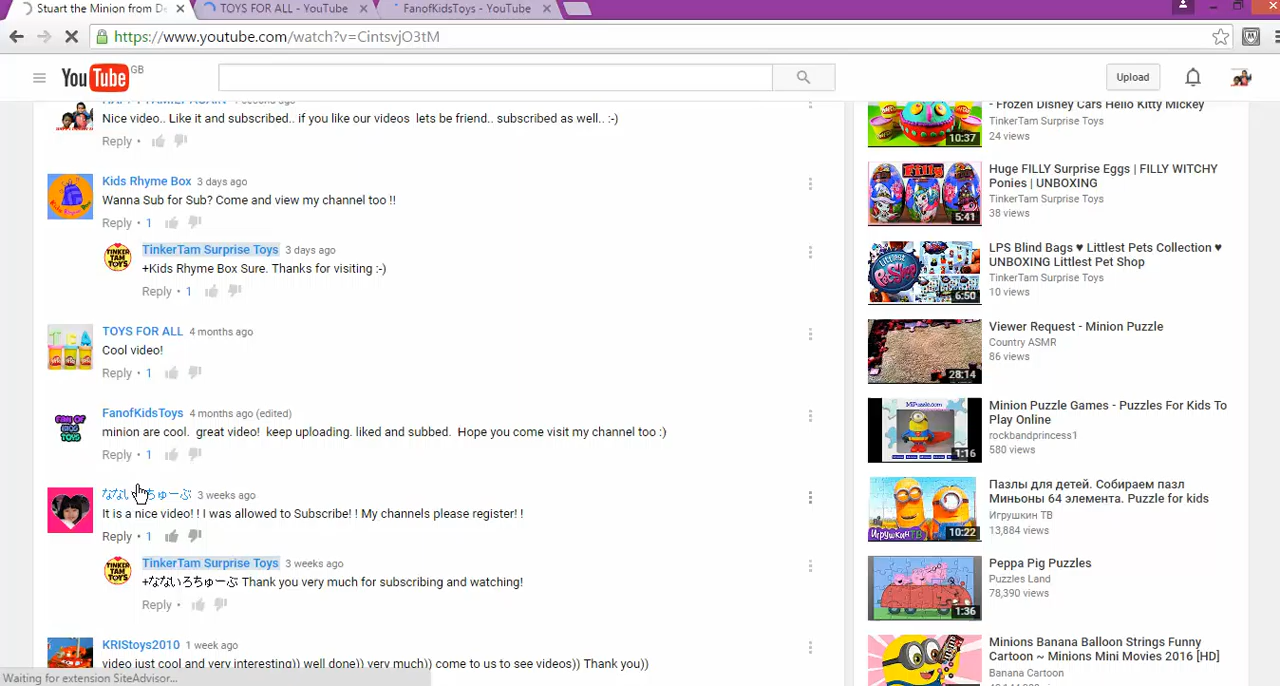 Stuart the Minion from De
TOYS FOR ALL - YouTube
FanofKidsToys - YouTube
https://www.youtube.com/watch?v=CintsvjO3tM
YouTube GB
Upload
Nice video.. Like it and subscribed.. if you like our videos lets be friend.. subscribed as well.. :-)
Reply •
Kids Rhyme Box 3 days ago
Wanna Sub for Sub? Come and view my channel too !!
Reply • 1
TinkerTam Surprise Toys 3 days ago
+Kids Rhyme Box Sure. Thanks for visiting :-)
Reply • 1
TOYS FOR ALL 4 months ago
Cool video!
Reply • 1
FanofKidsToys 4 months ago (edited)
minion are cool. great video! keep uploading. liked and subbed. Hope you come visit my channel too :)
Reply • 1
なないろちゅーぶ 3 weeks ago
It is a nice video! ! I was allowed to Subscribe! ! My channels please register! !
Reply • 1
TinkerTam Surprise Toys 3 weeks ago
+なないろちゅーぶ Thank you very much for subscribing and watching!
Reply •
KRIStoys2010 1 week ago
video just cool and very interesting)) well done)) very much)) come to us to see videos)) Thank you))
Waiting for extension SiteAdvisor...
- Frozen Disney Cars Hello Kitty Mickey
TinkerTam Surprise Toys
24 views
10:37
Huge FILLY Surprise Eggs | FILLY WITCHY
Ponies | UNBOXING
TinkerTam Surprise Toys
38 views
5:41
LPS Blind Bags ♥ Littlest Pets Collection ♥
UNBOXING Littlest Pet Shop
TinkerTam Surprise Toys
10 views
6:50
Viewer Request - Minion Puzzle
Country ASMR
86 views
28:14
Minion Puzzle Games - Puzzles For Kids To
Play Online
rockbandprincess1
580 views
1:16
Пазлы для детей. Собираем пазл
Миньоны 64 элемента. Puzzle for kids
Игрушкин ТВ
13,884 views
10:22
Peppa Pig Puzzles
Puzzles Land
78,390 views
1:36
Minions Banana Balloon Strings Funny
Cartoon ~ Minions Mini Movies 2016 [HD]
Banana Cartoon